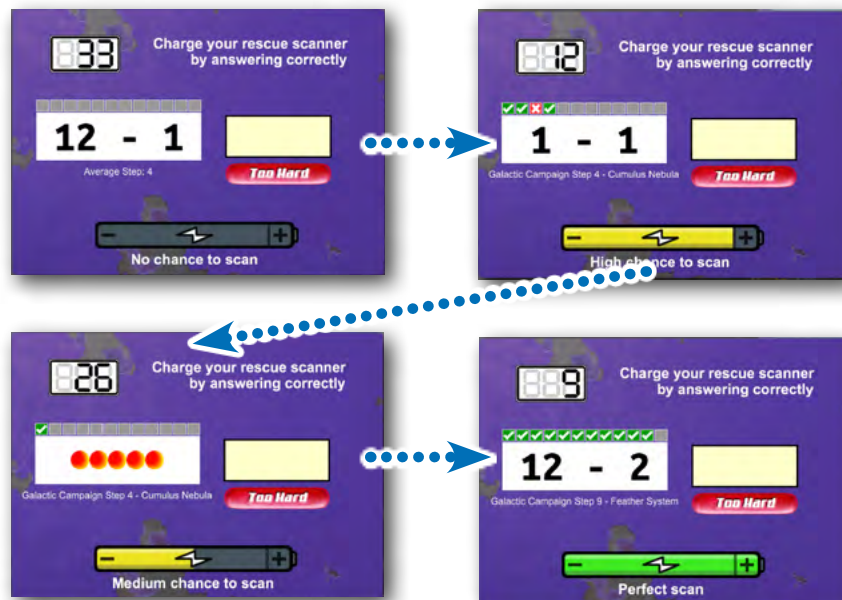 33
Charge your rescue scanner
by answering correctly
12 - 1
Average Step: 4
Too Hard
No chance to scan
12
Charge your rescue scanner
by answering correctly
1 - 1
Galactic Campaign Step 4 - Cumulus Nebula
Too Hard
High chance to scan
26
Charge your rescue scanner
by answering correctly
Galactic Campaign Step 4 - Cumulus Nebula
Too Hard
Medium chance to scan
9
Charge your rescue scanner
by answering correctly
12 - 2
Galactic Campaign Step 9 - Feather System
Too Hard
Perfect scan